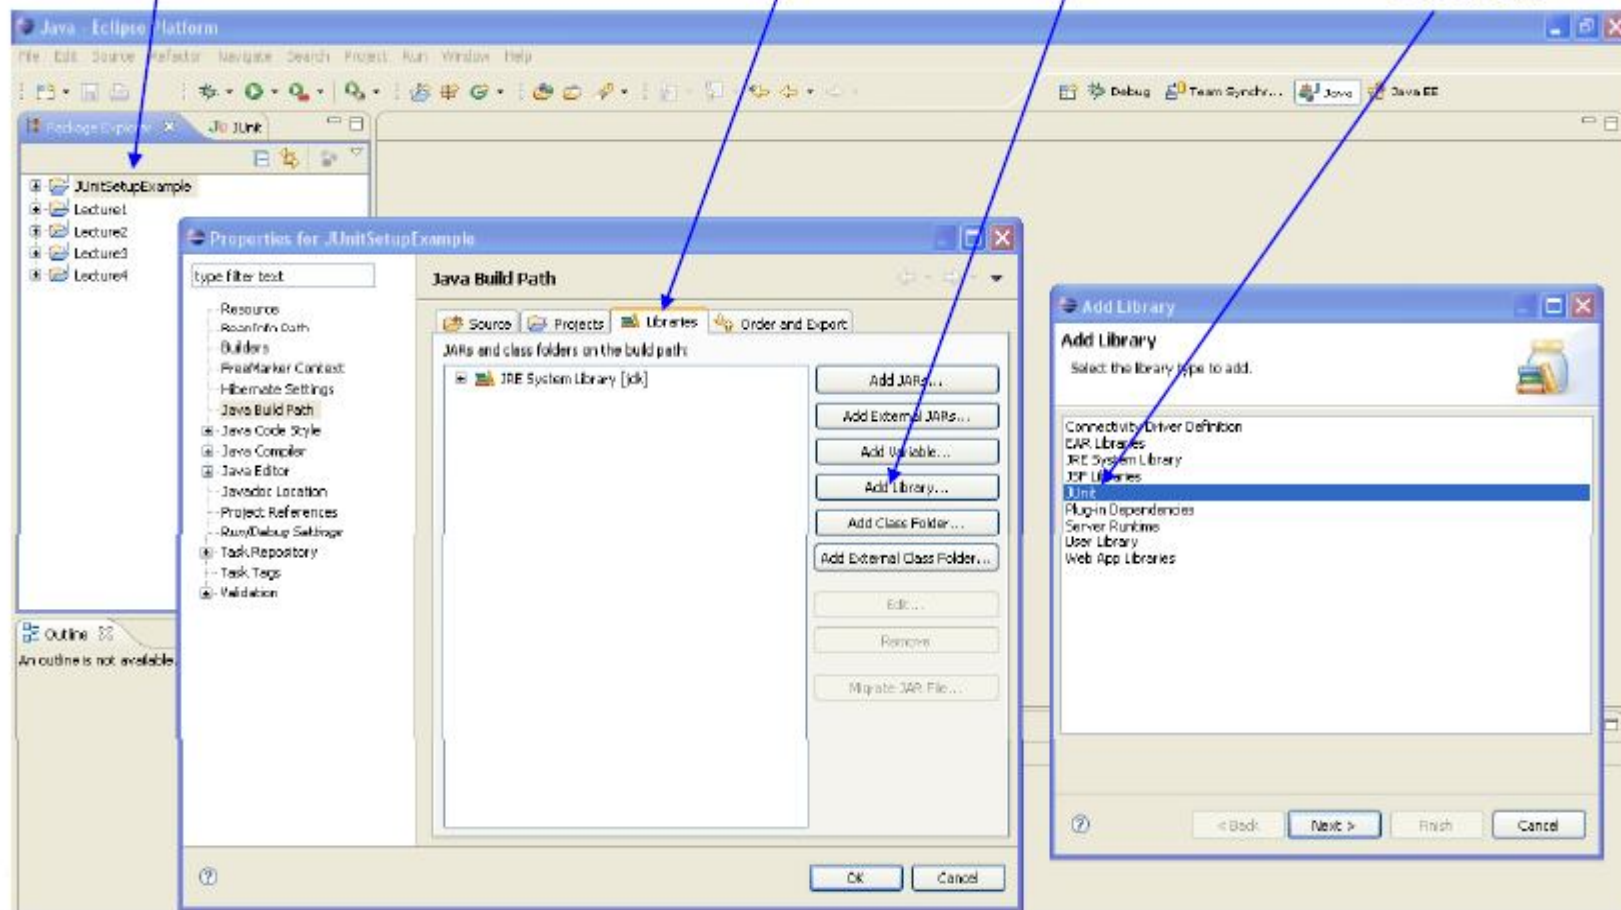 Java - Eclipse Platform
File Edit Source Refactor Navigate Search Project Run Window Help
Debug Team Synchr... Java Java EE
Package Explorer JUnit
JUnitSetupExample
Lecture1
Lecture2
Lecture3
Lecture4
Outline
An outline is not available.
Properties for JUnitSetupExample
type filter text
Resource
BeanInfo Path
Builders
FreeMarker Context
Hibernate Settings
Java Build Path
Java Code Style
Java Compiler
Java Editor
Javadoc Location
Project References
Run/Debug Settings
Task Repository
Task Tags
Validation
Java Build Path
Source Projects Libraries Order and Export
JARs and class folders on the build path:
JRE System Library [jdk]
Add JARs...
Add External JARs...
Add Variable...
Add Library...
Add Class Folder...
Add External Class Folder...
Edit...
Remove
Migrate JAR File...
OK Cancel
Add Library
Add Library
Select the library type to add.
Connectivity Driver Definition
EAR Libraries
JRE System Library
JSF Libraries
JUnit
Plug-in Dependencies
Server Runtime
User Library
Web App Libraries
< Back Next > Finish Cancel